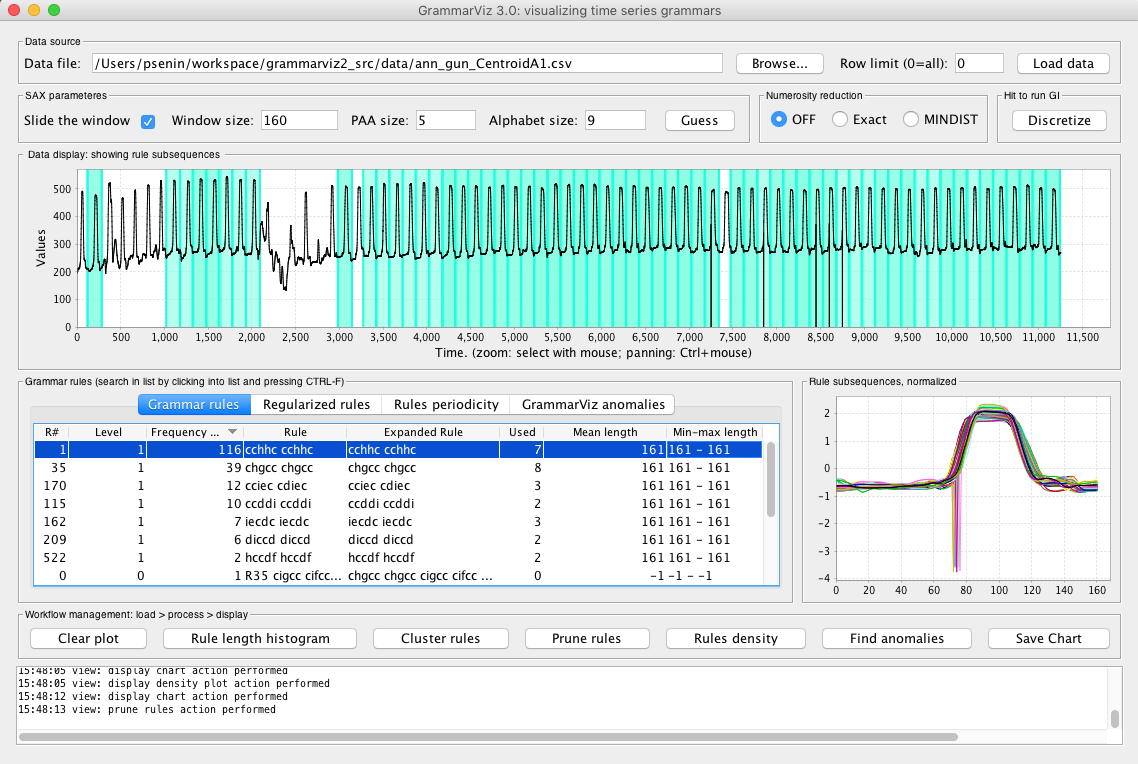 GrammarViz 3.0: visualizing time series grammars
Data source
Data file: /Users/psenin/workspace/grammarviz2_src/data/ann_gun_CentroidA1.csv Browse... Row limit (0=all): 0 Load data
SAX parameteres Numerosity reduction Hit to run GI
Slide the window Window size: 160 PAA size: 5 Alphabet size: 9 Guess OFF Exact MINDIST Discretize
Data display: showing rule subsequences
Values
500
400
300
200
100
0
0 500 1,000 1,500 2,000 2,500 3,000 3,500 4,000 4,500 5,000 5,500 6,000 6,500 7,000 7,500 8,000 8,500 9,000 9,500 10,000 10,500 11,000 11,500
Time. (zoom: select with mouse; panning: Ctrl+mouse)
Grammar rules (search in list by clicking into list and pressing CTRL-F)
Grammar rules Regularized rules Rules periodicity GrammarViz anomalies
R# Level Frequency ... Rule Expanded Rule Used Mean length Min-max length
1 1 116 cchhc cchhc cchhc cchhc 7 161 161 - 161
35 1 39 chgcc chgcc chgcc chgcc 8 161 161 - 161
170 1 12 cciec cdiec cciec cdiec 3 161 161 - 161
115 1 10 ccddi ccddi ccddi ccddi 2 161 161 - 161
162 1 7 iecdc iecdc iecdc iecdc 3 161 161 - 161
209 1 6 diccd diccd diccd diccd 2 161 161 - 161
522 1 2 hccdf hccdf hccdf hccdf 2 161 161 - 161
0 0 1 R35 cigcc cifcc... chgcc chgcc cigcc cifcc ... 0 -1 -1 - -1
Rule subsequences, normalized
2
1
0
-1
-2
-3
-4
0 20 40 60 80 100 120 140 160
Workflow management: load > process > display
Clear plot Rule length histogram Cluster rules Prune rules Rules density Find anomalies Save Chart
15:48:05 view: display chart action performed
15:48:05 view: display density plot action performed
15:48:12 view: display chart action performed
15:48:13 view: prune rules action performed